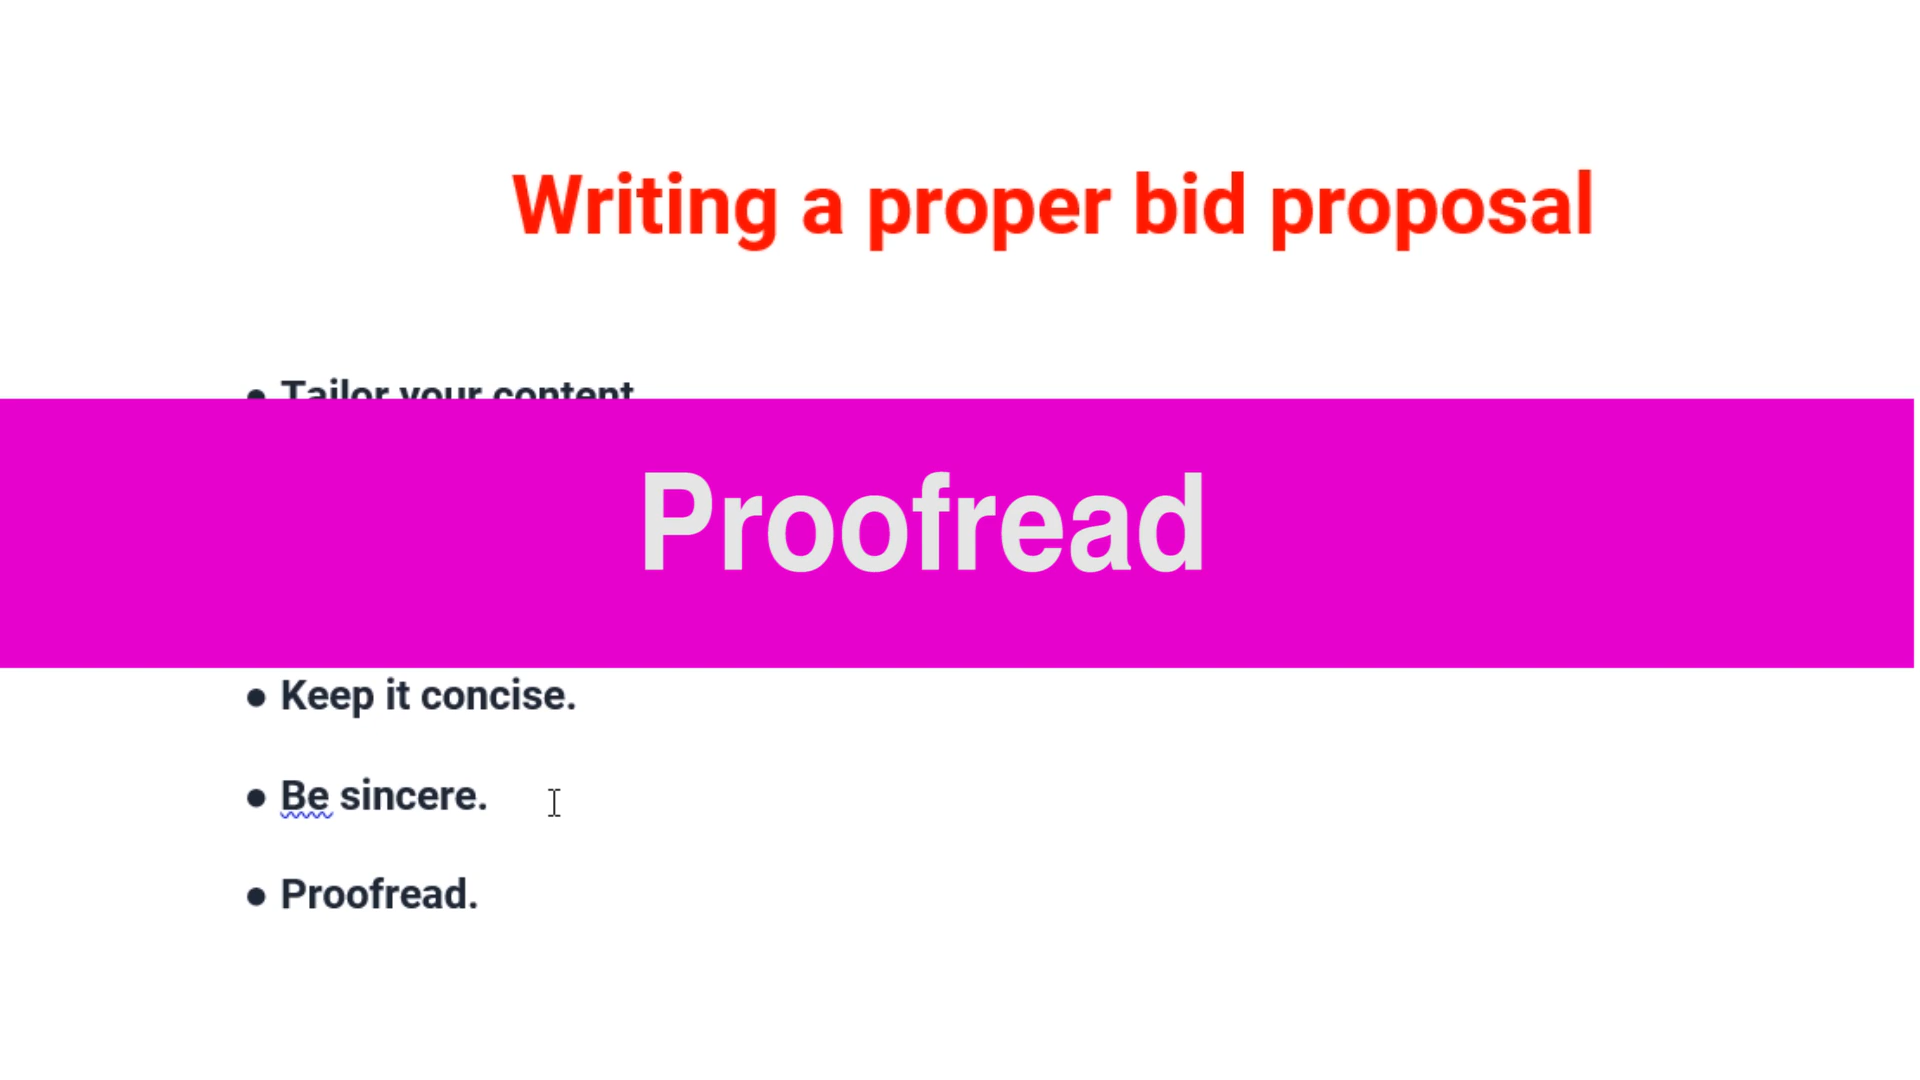 Writing a proper bid proposal
● Tailor your content
Proofread
● Keep it concise.
● Be sincere.
● Proofread.